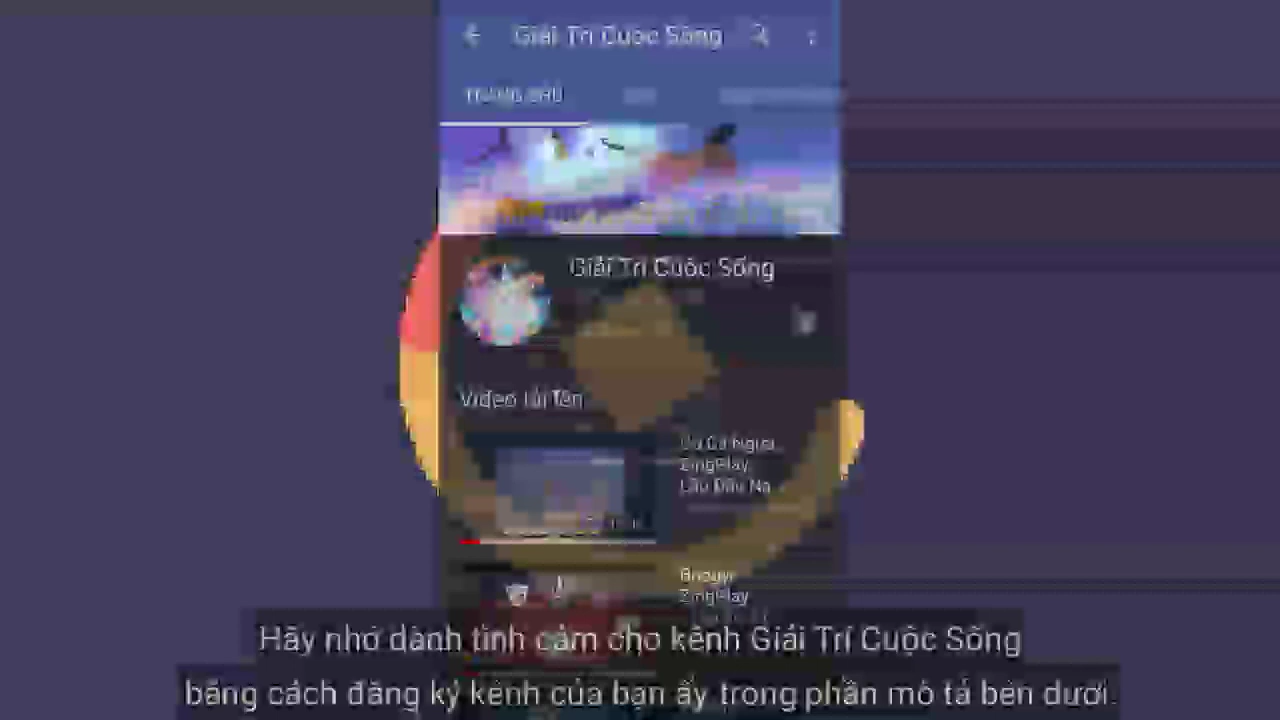 Giải Trí Cuộc Sống
TRANG CHỦ
Giải Trí Cuộc Sống
Video tải lên
ZingPlay
ZingPlay
Hãy nhớ dành tình cảm cho kênh Giải Trí Cuộc Sống
bằng cách đăng ký kênh của bạn ấy trong phần mô tả bên dưới.